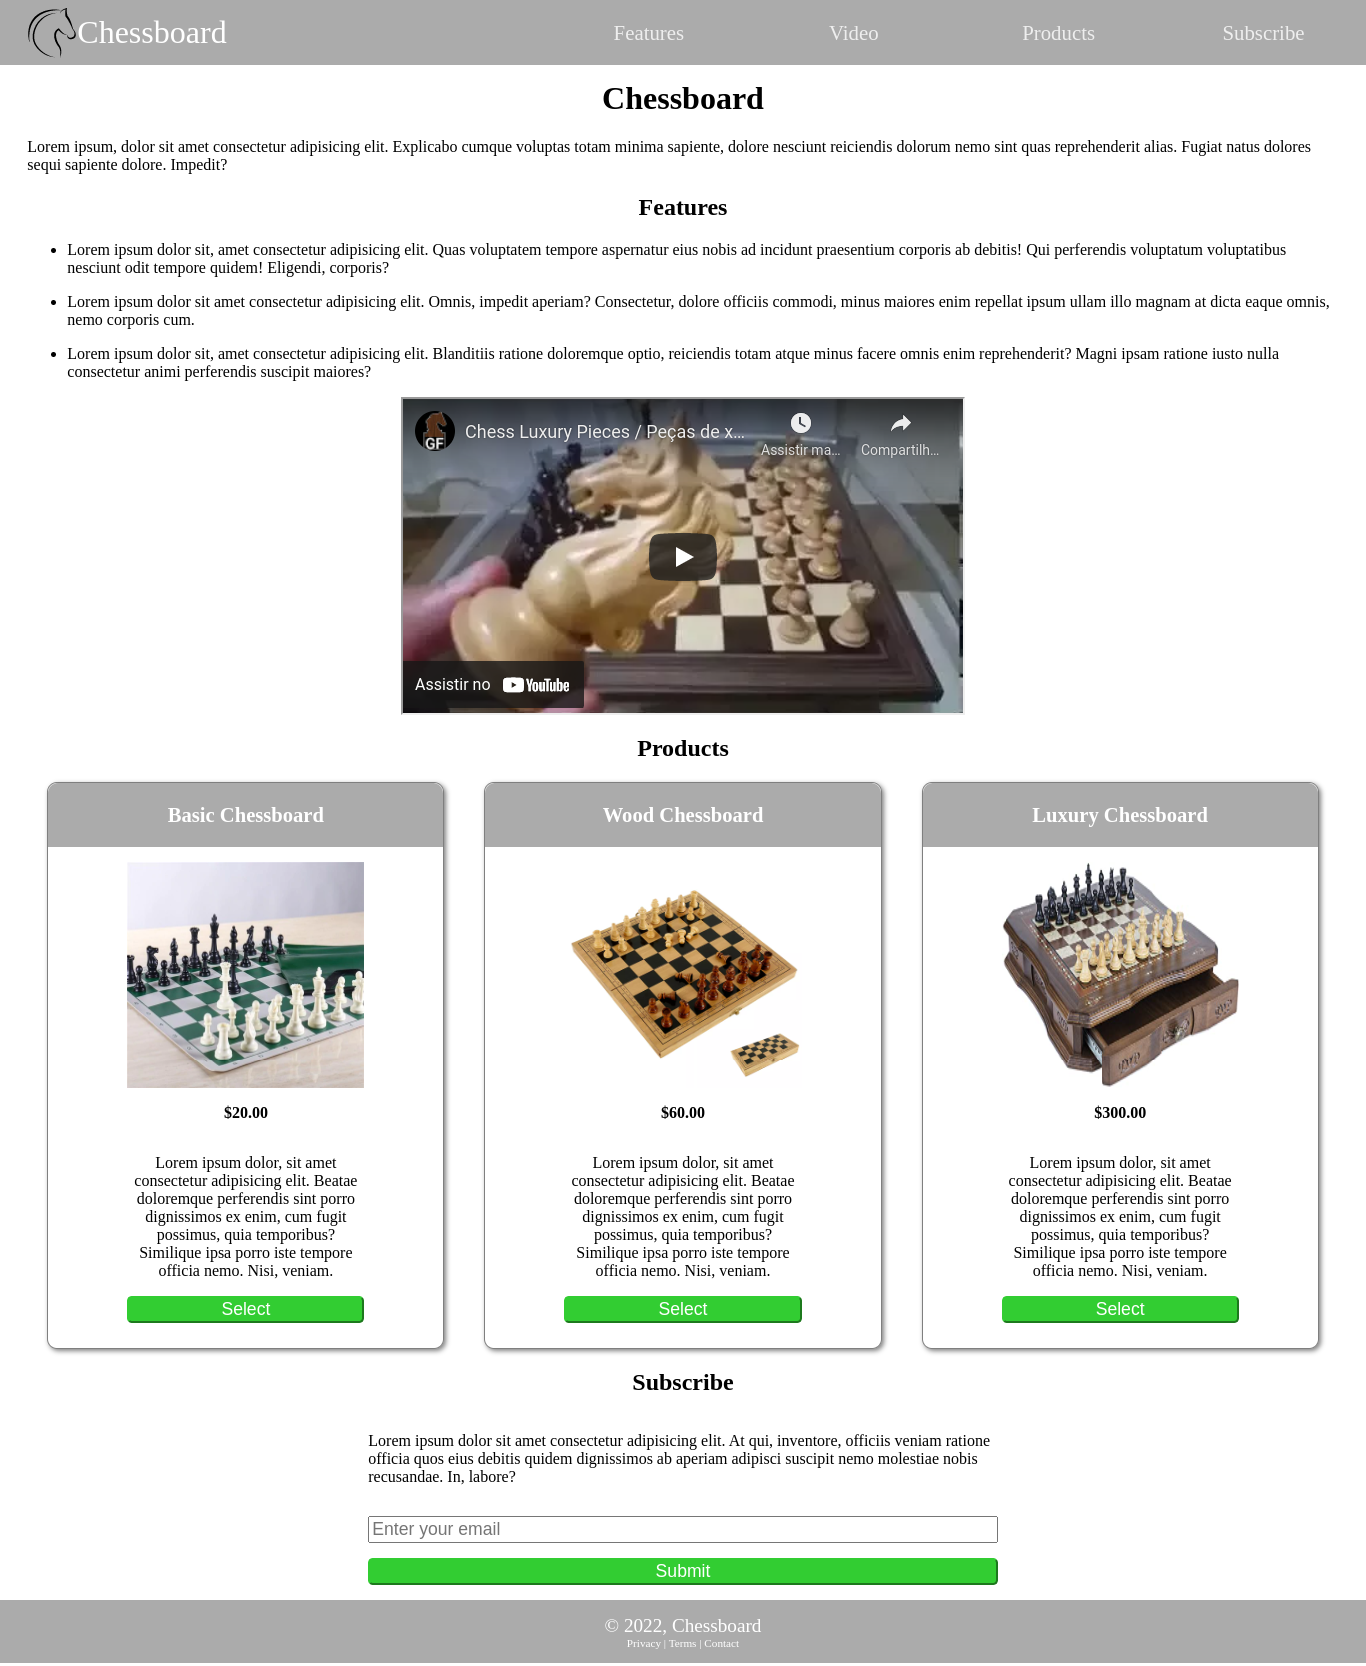 Chessboard
Features
Video
Products
Subscribe
Chessboard
Lorem ipsum, dolor sit amet consectetur adipisicing elit. Explicabo cumque voluptas totam minima sapiente, dolore nesciunt reiciendis dolorum nemo sint quas reprehenderit alias. Fugiat natus dolores
sequi sapiente dolore. Impedit?
Features
Lorem ipsum dolor sit, amet consectetur adipisicing elit. Quas voluptatem tempore aspernatur eius nobis ad incidunt praesentium corporis ab debitis! Qui perferendis voluptatum voluptatibus
nesciunt odit tempore quidem! Eligendi, corporis?
Lorem ipsum dolor sit amet consectetur adipisicing elit. Omnis, impedit aperiam? Consectetur, dolore officiis commodi, minus maiores enim repellat ipsum ullam illo magnam at dicta eaque omnis,
nemo corporis cum.
Lorem ipsum dolor sit, amet consectetur adipisicing elit. Blanditiis ratione doloremque optio, reiciendis totam atque minus facere omnis enim reprehenderit? Magni ipsam ratione iusto nulla
consectetur animi perferendis suscipit maiores?
GF
Chess Luxury Pieces / Peças de x...
Assistir ma...
Compartilh...
Assistir no YouTube
Products
Basic Chessboard
$20.00
Lorem ipsum dolor, sit amet
consectetur adipisicing elit. Beatae
doloremque perferendis sint porro
dignissimos ex enim, cum fugit
possimus, quia temporibus?
Similique ipsa porro iste tempore
officia nemo. Nisi, veniam.
Select
Wood Chessboard
$60.00
Lorem ipsum dolor, sit amet
consectetur adipisicing elit. Beatae
doloremque perferendis sint porro
dignissimos ex enim, cum fugit
possimus, quia temporibus?
Similique ipsa porro iste tempore
officia nemo. Nisi, veniam.
Select
Luxury Chessboard
$300.00
Lorem ipsum dolor, sit amet
consectetur adipisicing elit. Beatae
doloremque perferendis sint porro
dignissimos ex enim, cum fugit
possimus, quia temporibus?
Similique ipsa porro iste tempore
officia nemo. Nisi, veniam.
Select
Subscribe
Lorem ipsum dolor sit amet consectetur adipisicing elit. At qui, inventore, officiis veniam ratione
officia quos eius debitis quidem dignissimos ab aperiam adipisci suscipit nemo molestiae nobis
recusandae. In, labore?
Enter your email
Submit
© 2022, Chessboard
Privacy | Terms | Contact